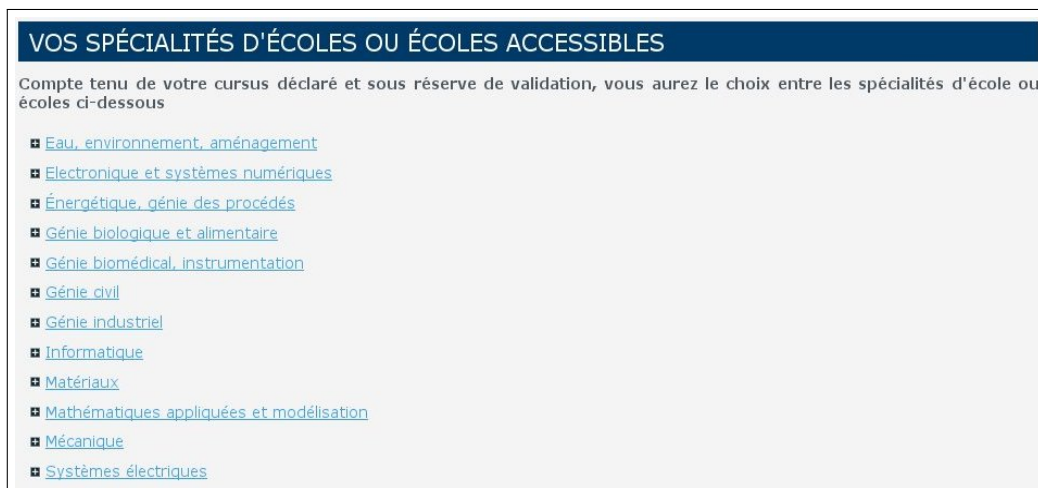 VOS SPÉCIALITÉS D'ÉCOLES OU ÉCOLES ACCESSIBLES
Compte tenu de votre cursus déclaré et sous réserve de validation, vous aurez le choix entre les spécialités d'école ou
écoles ci-dessous
Eau, environnement, aménagement
Electronique et systèmes numériques
Énergétique, génie des procédés
Génie biologique et alimentaire
Génie biomédical, instrumentation
Génie civil
Génie industriel
Informatique
Matériaux
Mathématiques appliquées et modélisation
Mécanique
Systèmes électriques